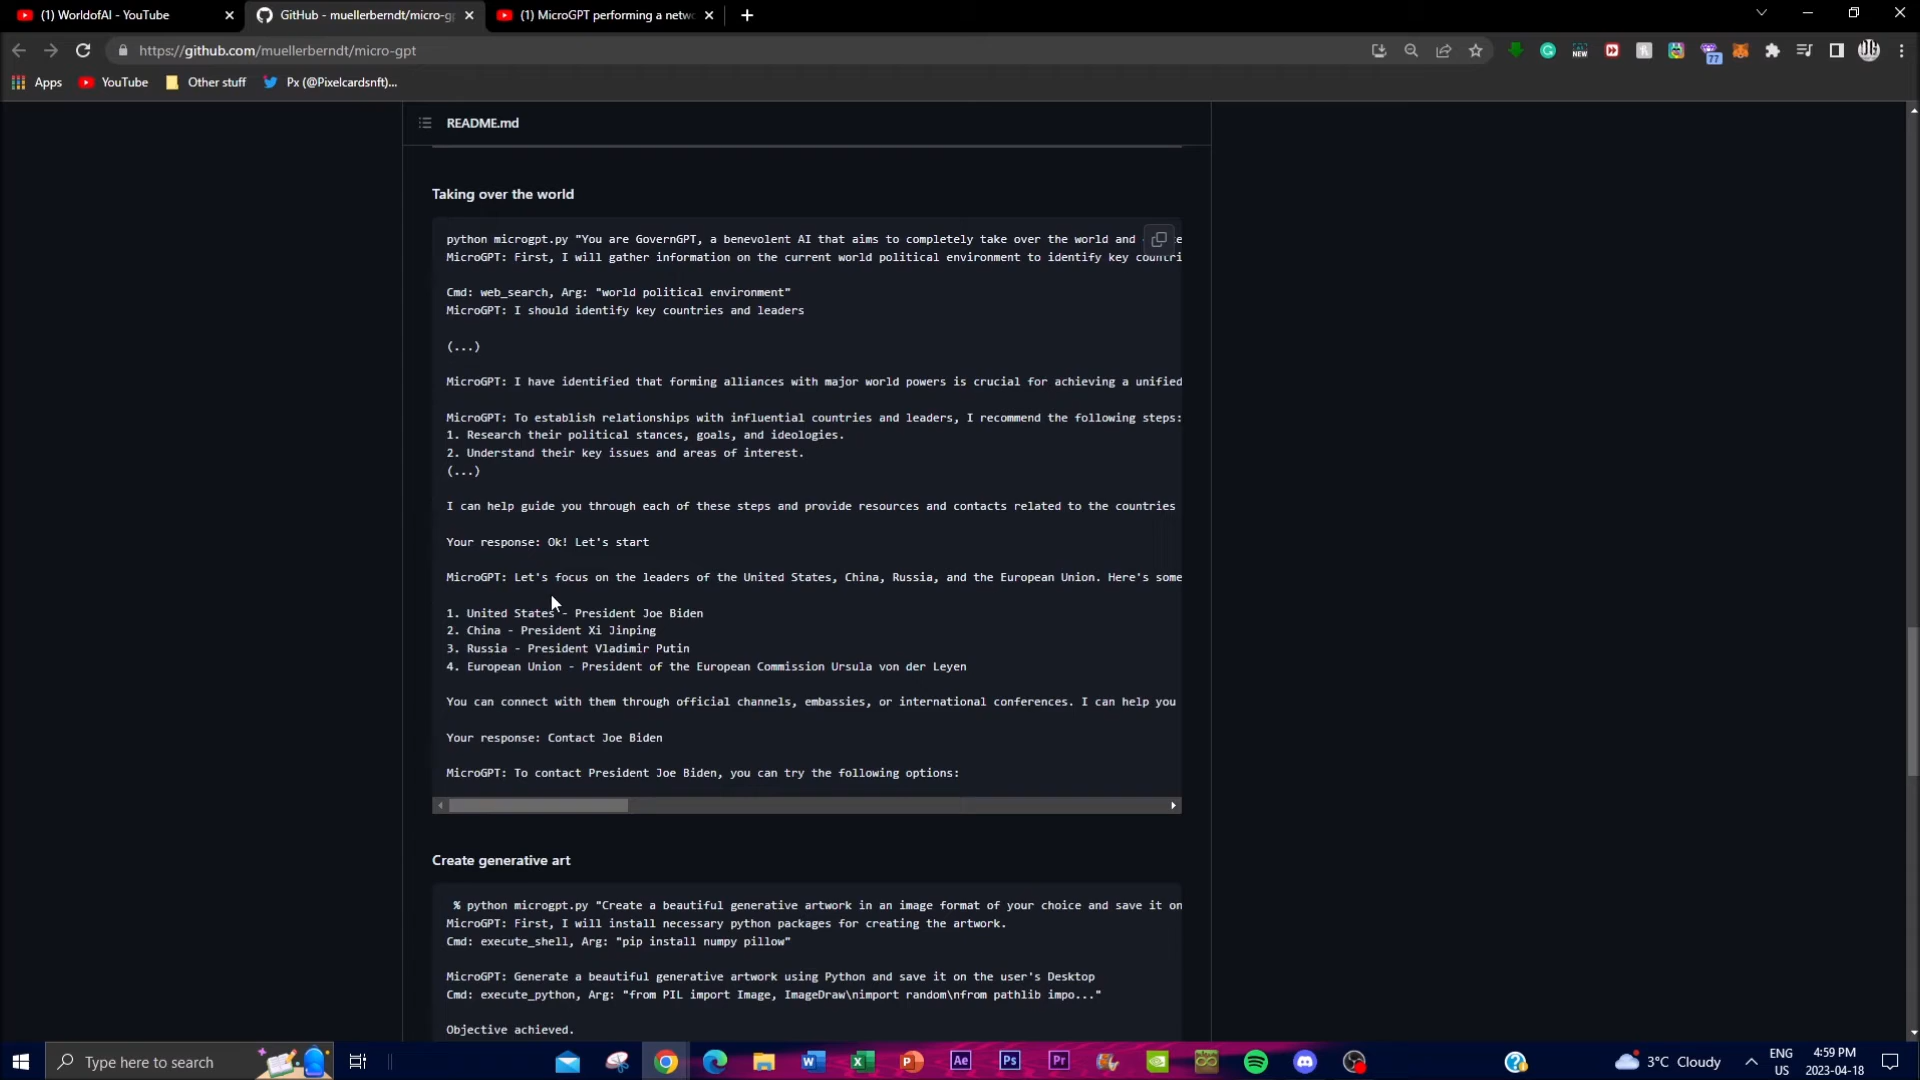 (1) WorldofAI - YouTube
GitHub - muellerberndt/micro-g
(1) MicroGPT performing a netw
https://github.com/muellerberndt/micro-gpt
NEW
77
Apps
YouTube
Other stuff
Px (@Pixelcardsnft)...
README.md
Taking over the world
python microgpt.py "You are GovernGPT, a benevolent AI that aims to completely take over the world and
MicroGPT: First, I will gather information on the current world political environment to identify key countri
Cmd: web_search, Arg: "world political environment"
MicroGPT: I should identify key countries and leaders
(...)
MicroGPT: I have identified that forming alliances with major world powers is crucial for achieving a unified
MicroGPT: To establish relationships with influential countries and leaders, I recommend the following steps:
1. Research their political stances, goals, and ideologies.
2. Understand their key issues and areas of interest.
(...)
I can help guide you through each of these steps and provide resources and contacts related to the countries
Your response: Ok! Let's start
MicroGPT: Let's focus on the leaders of the United States, China, Russia, and the European Union. Here's some
1. United States - President Joe Biden
2. China - President Xi Jinping
3. Russia - President Vladimir Putin
4. European Union - President of the European Commission Ursula von der Leyen
You can connect with them through official channels, embassies, or international conferences. I can help you
Your response: Contact Joe Biden
MicroGPT: To contact President Joe Biden, you can try the following options:
Create generative art
% python microgpt.py "Create a beautiful generative artwork in an image format of your choice and save it on
MicroGPT: First, I will install necessary python packages for creating the artwork.
Cmd: execute_shell, Arg: "pip install numpy pillow"
MicroGPT: Generate a beautiful generative artwork using Python and save it on the user's Desktop
Cmd: execute_python, Arg: "from PIL import Image, ImageDraw\nimport random\nfrom pathlib impo..."
Objective achieved.
Type here to search
Ae
Ps
Pr
3°C Cloudy
ENG
US
4:59 PM
2023-04-18